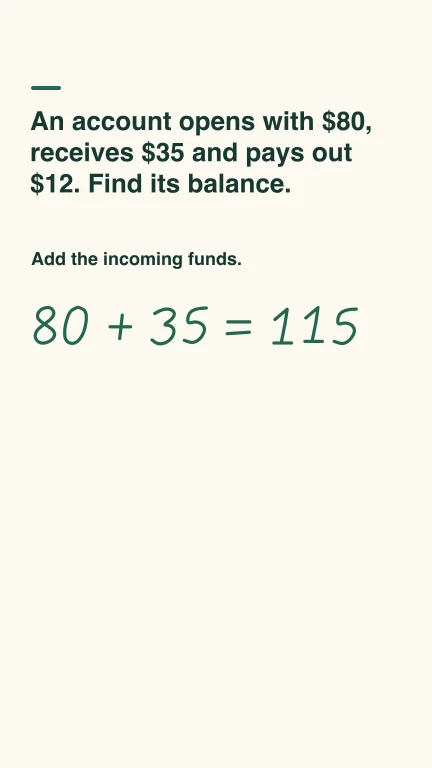 An account opens with $80,
receives $35 and pays out
$12. Find its balance.
Add the incoming funds.
80 + 35 = 115